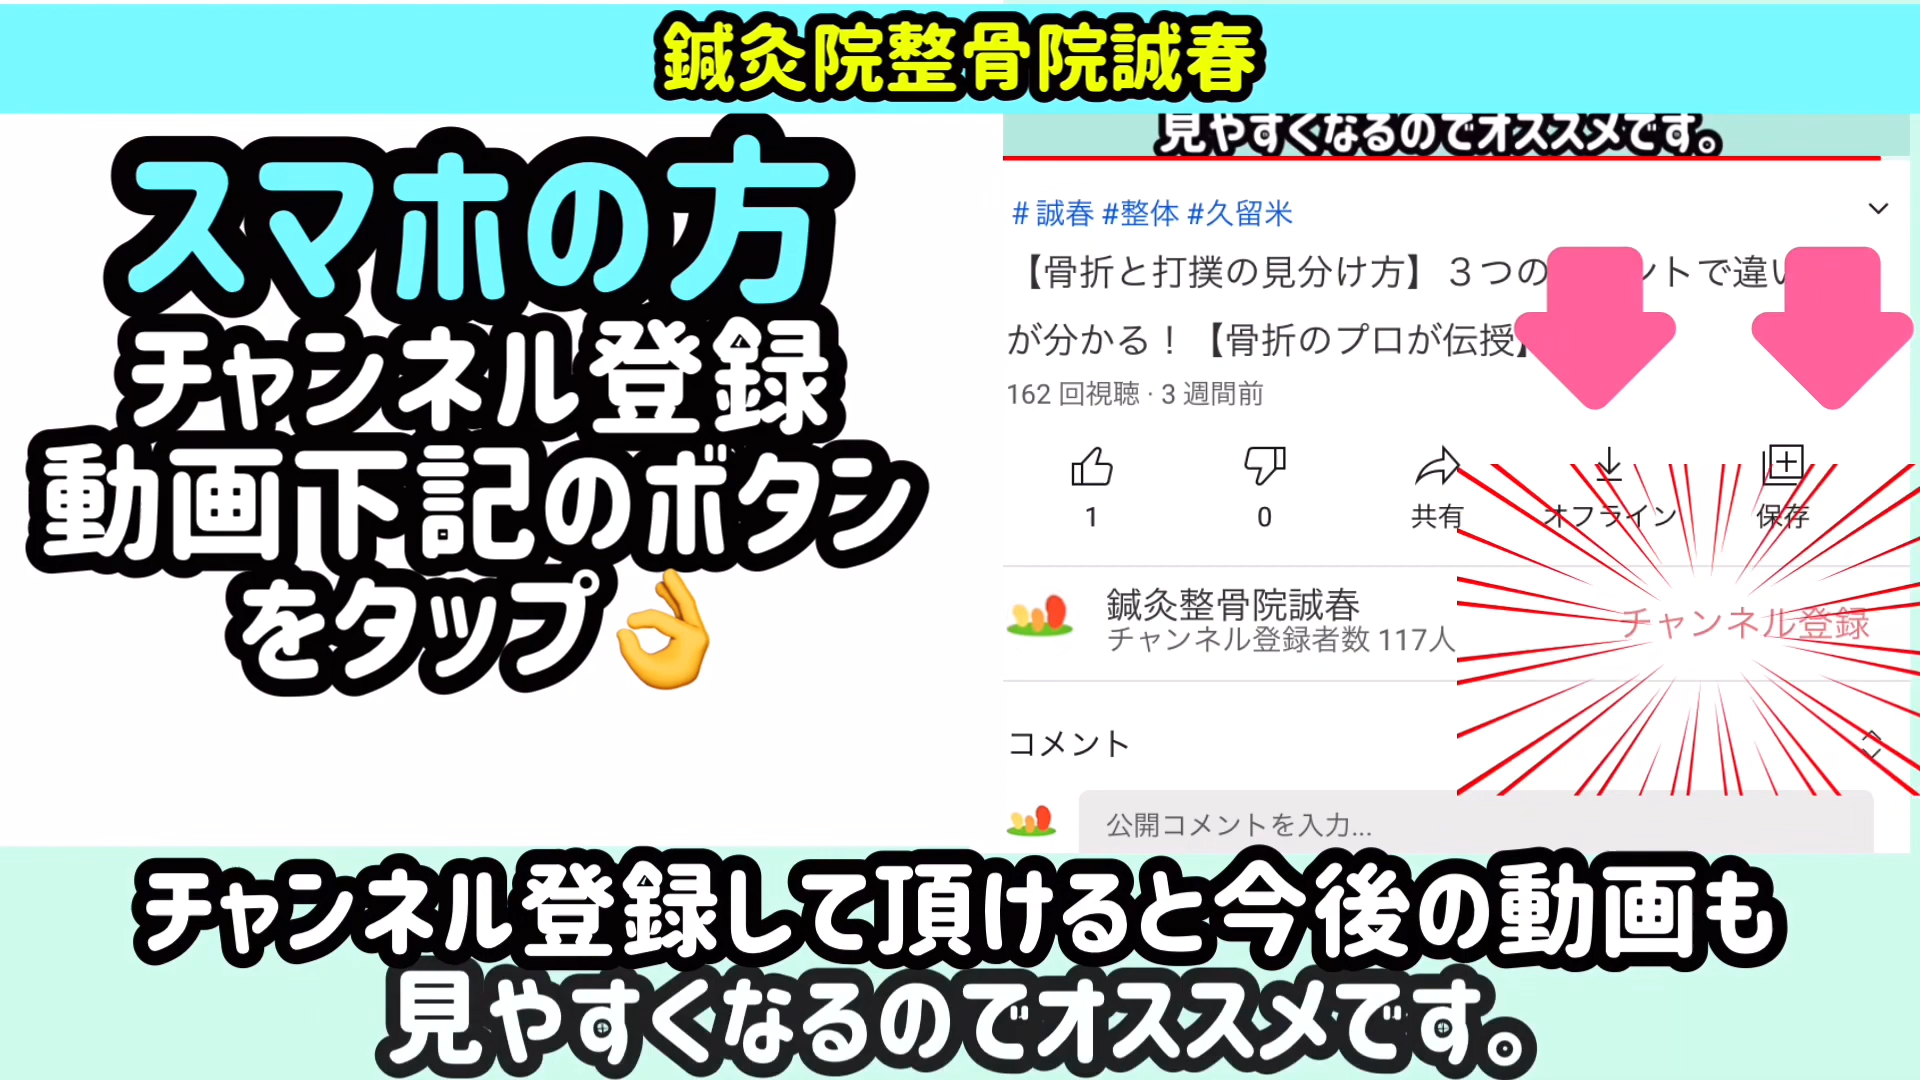 鍼灸院整骨院誠春
スマホの方
チャンネル登録
動画下記のボタン
をタップ👌
見やすくなるのでオススメです。
#誠春 #整体 #久留米
【骨折と打撲の見分け方】３つの ントで違い
が分かる！【骨折のプロが伝授】
162 回視聴 · 3 週間前
1
0
共有
オフライン
保存
鍼灸整骨院誠春
チャンネル登録者数 117人
チャンネル登録
コメント
公開コメントを入力...
チャンネル登録して頂けると今後の動画も
見やすくなるのでオススメです。